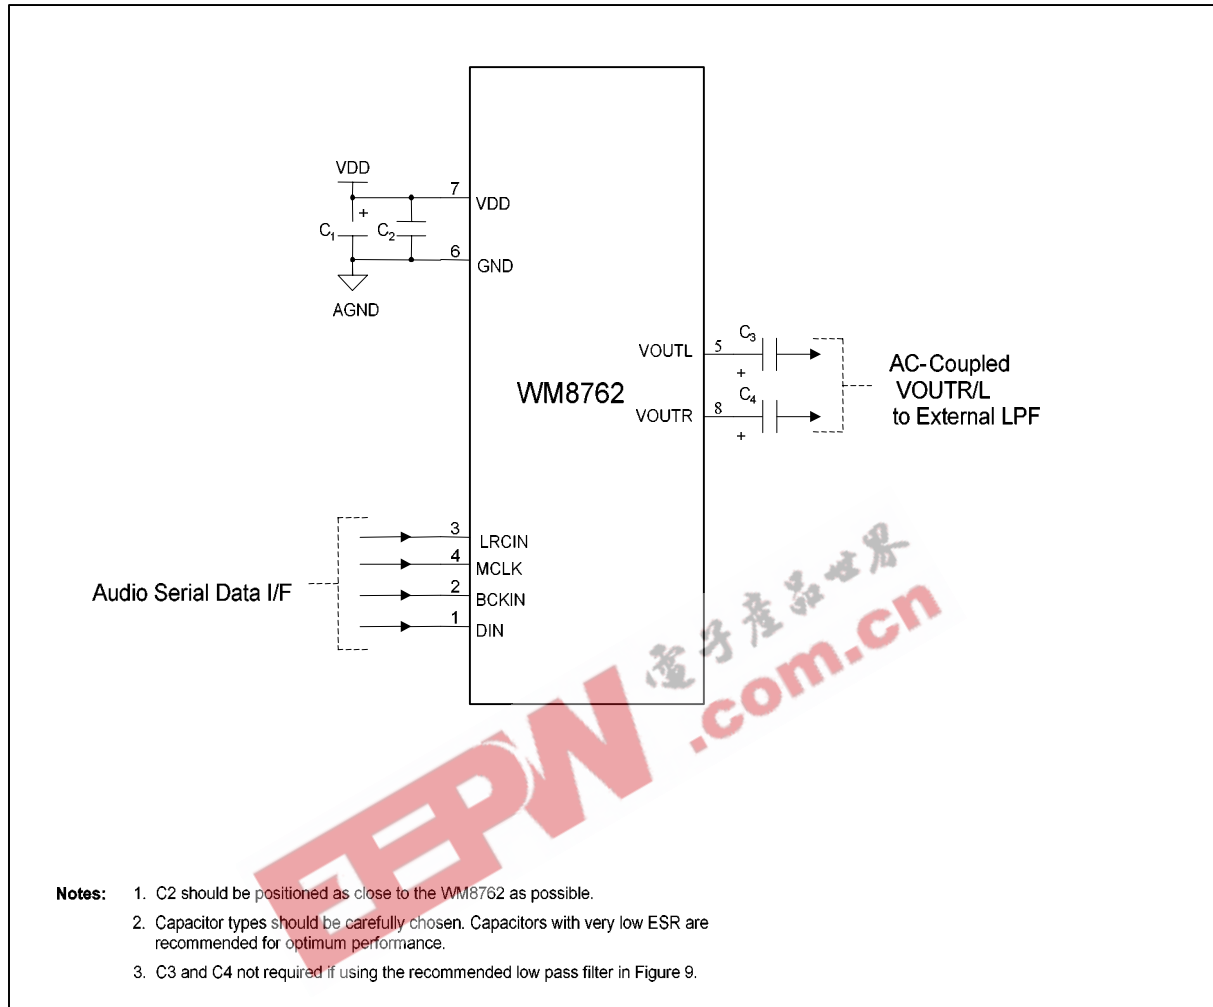 VDD
7
VDD
+
C1
C2
6
GND
AGND
VOUTL
5
C3
+
AC-Coupled
VOUTR/L
to External LPF
WM8762
VOUTR
8
C4
+
3
LRCIN
4
MCLK
Audio Serial Data I/F
2
BCKIN
1
DIN
電子產品世界
EEPW
.com.cn
Notes: 1. C2 should be positioned as close to the WM8762 as possible.
2. Capacitor types should be carefully chosen. Capacitors with very low ESR are
recommended for optimum performance.
3. C3 and C4 not required if using the recommended low pass filter in Figure 9.